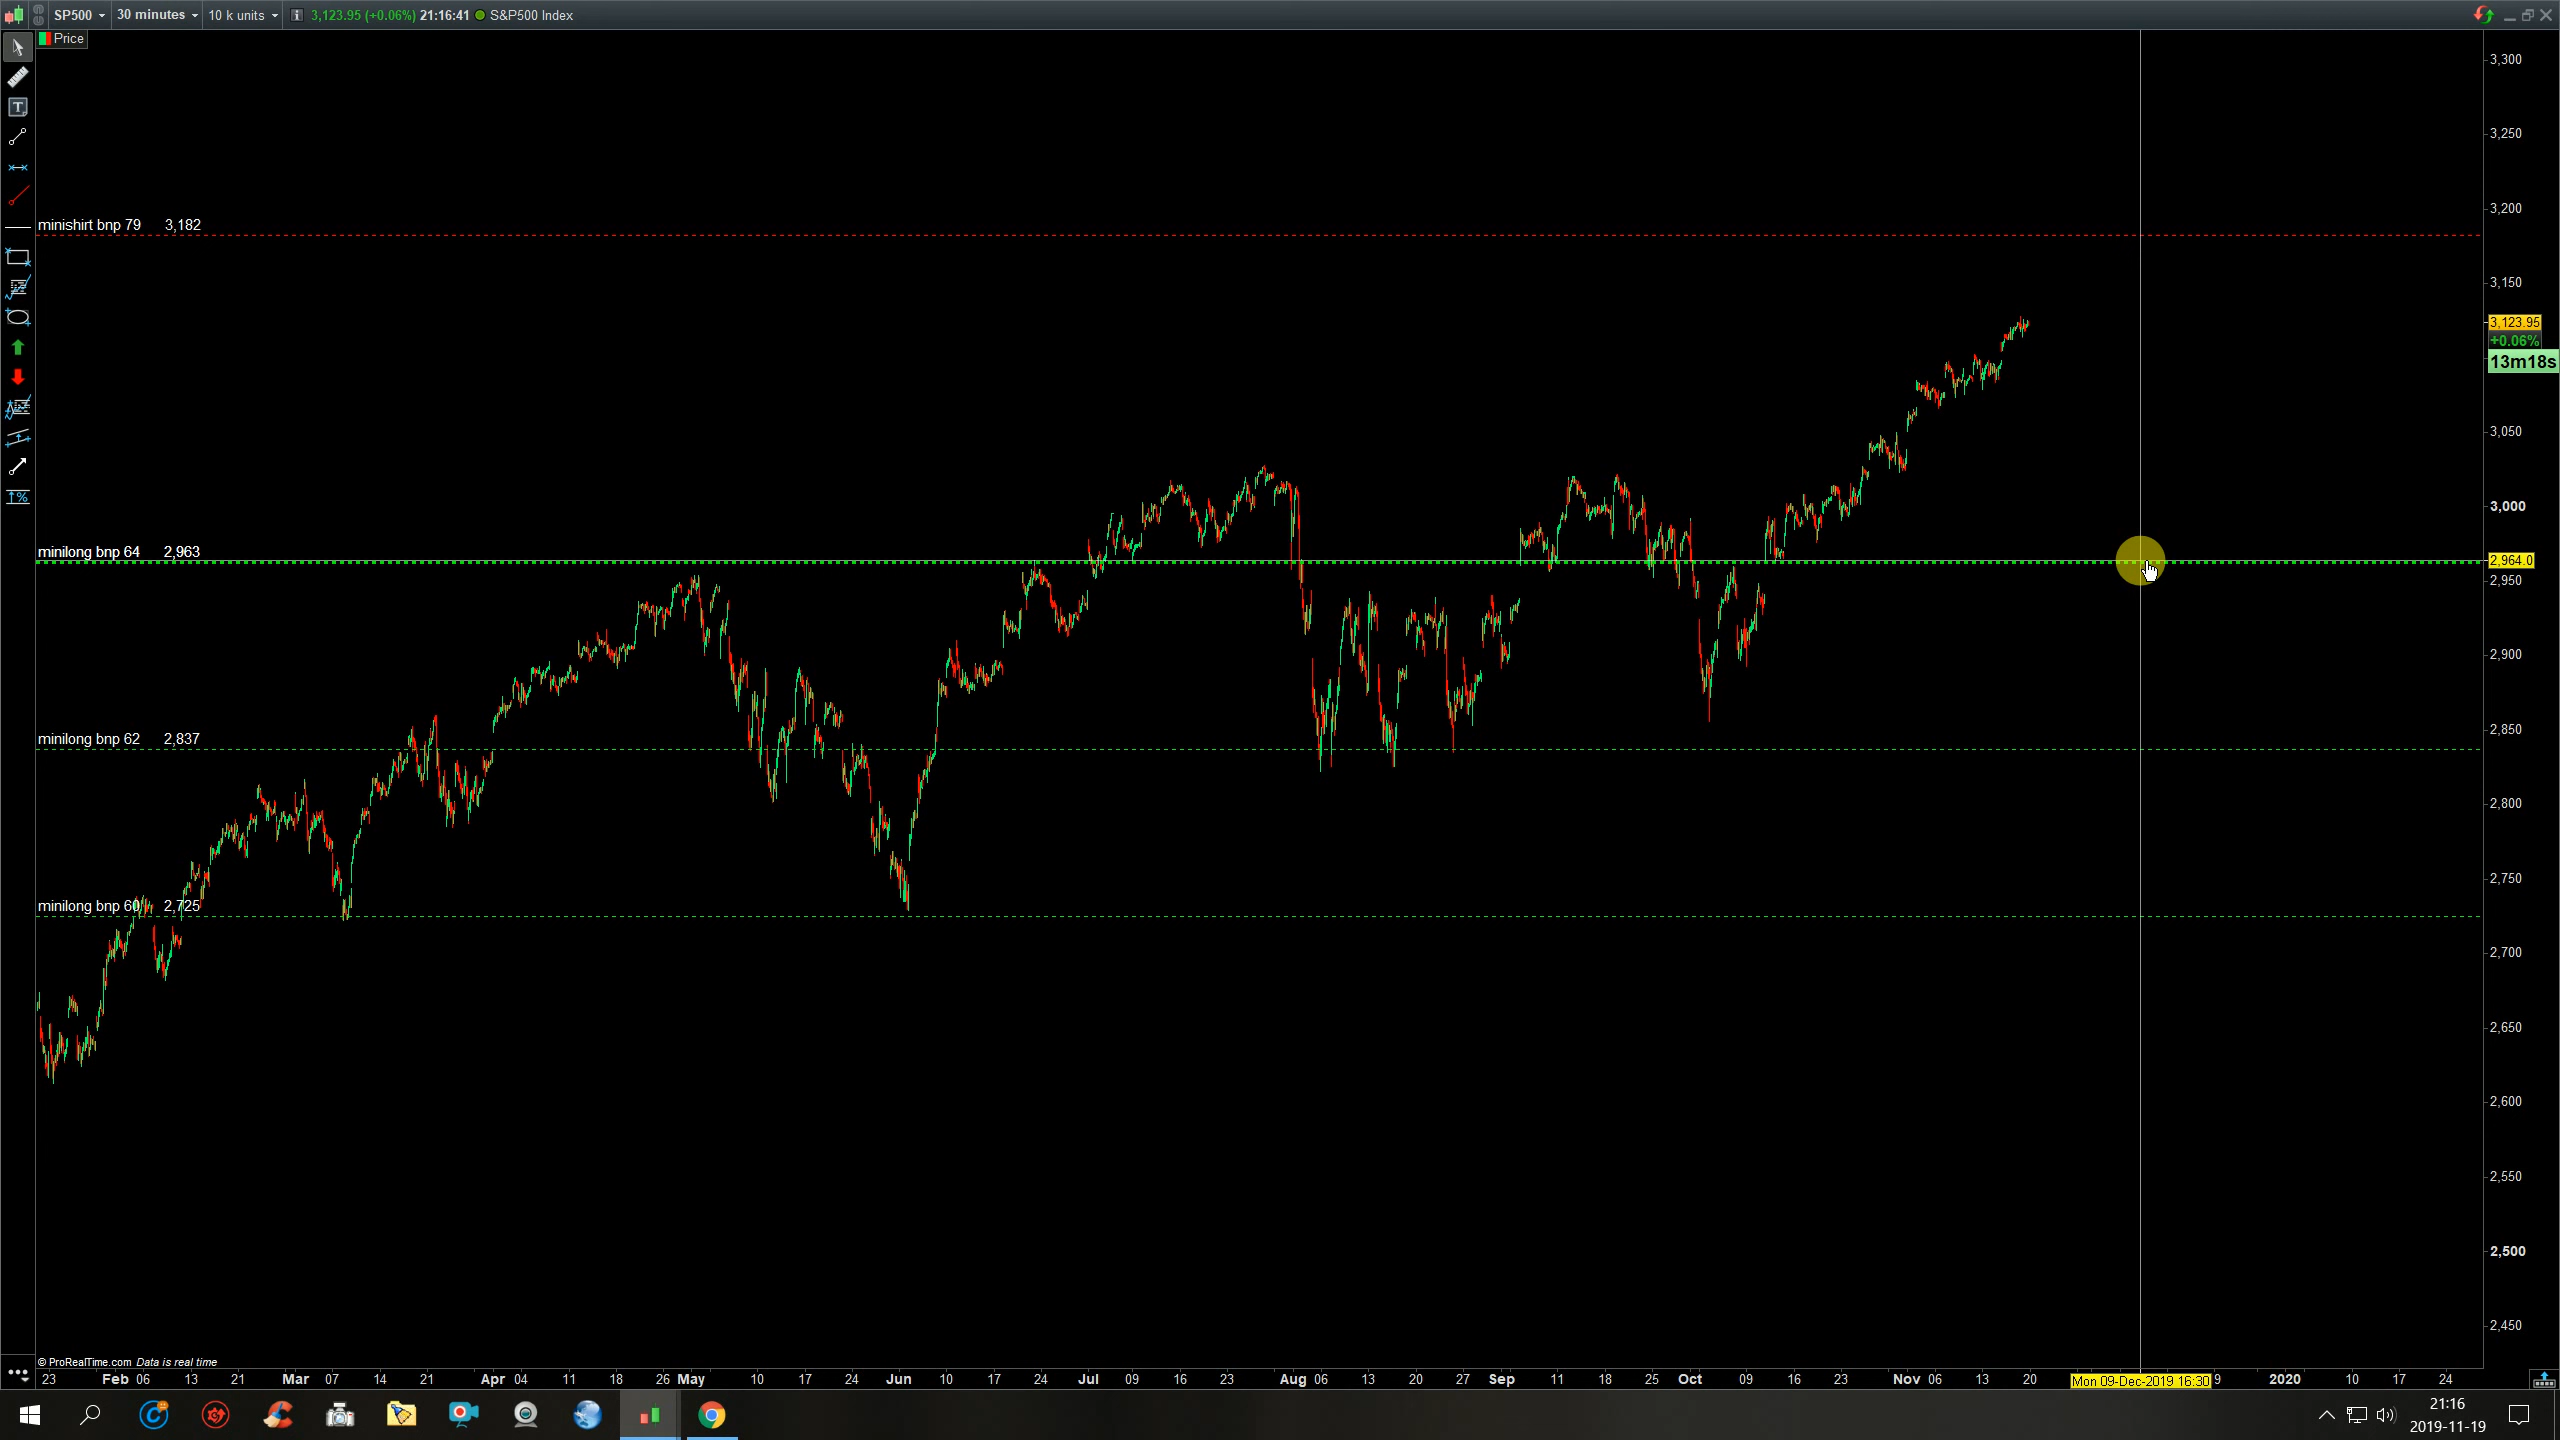 SP500 30 minutes 10 k units 3,123.95 (+0.06%) 21:16:41 S&P500 Index
Price
3,300
3,250
3,200
minishirt bnp 79 3,182
3,150
3,123.95
+0.06%
13m18s
3,050
3,000
minilong bnp 64 2,963
2,964.0
2,950
2,900
2,850
minilong bnp 62 2,837
2,800
2,750
minilong bnp 60 2,725
2,700
2,650
2,600
2,550
2,500
2,450
© ProRealTime.com Data is real time
23 Feb 06 13 21 Mar 07 14 21 Apr 04 11 18 26 May 10 17 24 Jun 10 17 24 Jul 09 16 23 Aug 06 13 20 27 Sep 11 18 25 Oct 09 16 23 Nov 06 13 20 Mon 09-Dec-2019 16:30 9 2020 10 17 24
21:16
2019-11-19